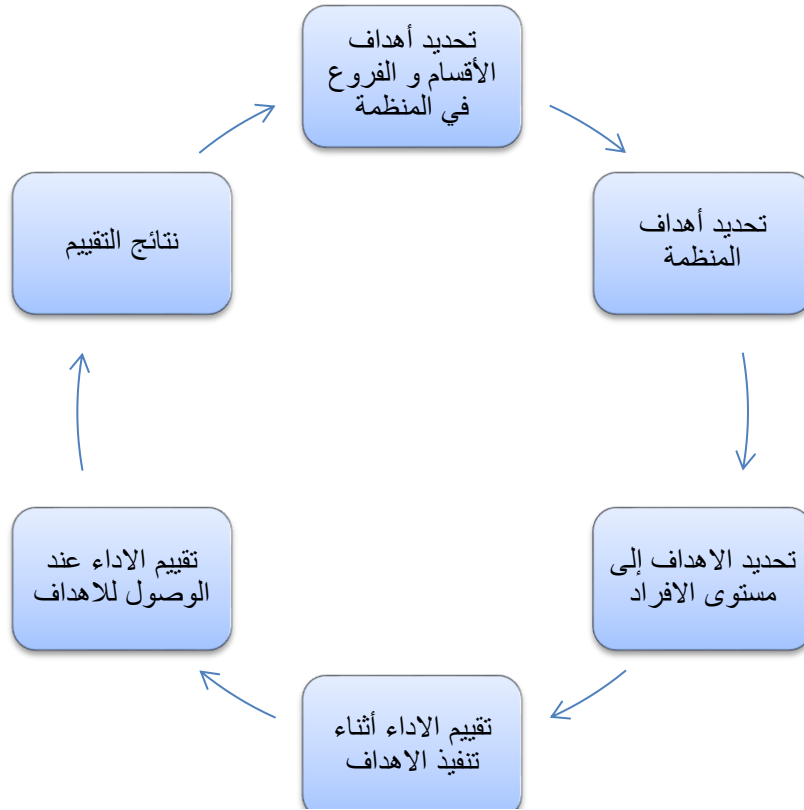 تحديد أهداف
الأقسام و الفروع
في المنظمة
تحديد أهداف
المنظمة
تحديد الاهداف إلى
مستوى الافراد
تقييم الاداء أثناء
تنفيذ الاهداف
تقييم الاداء عند
الوصول للاهداف
نتائج التقييم